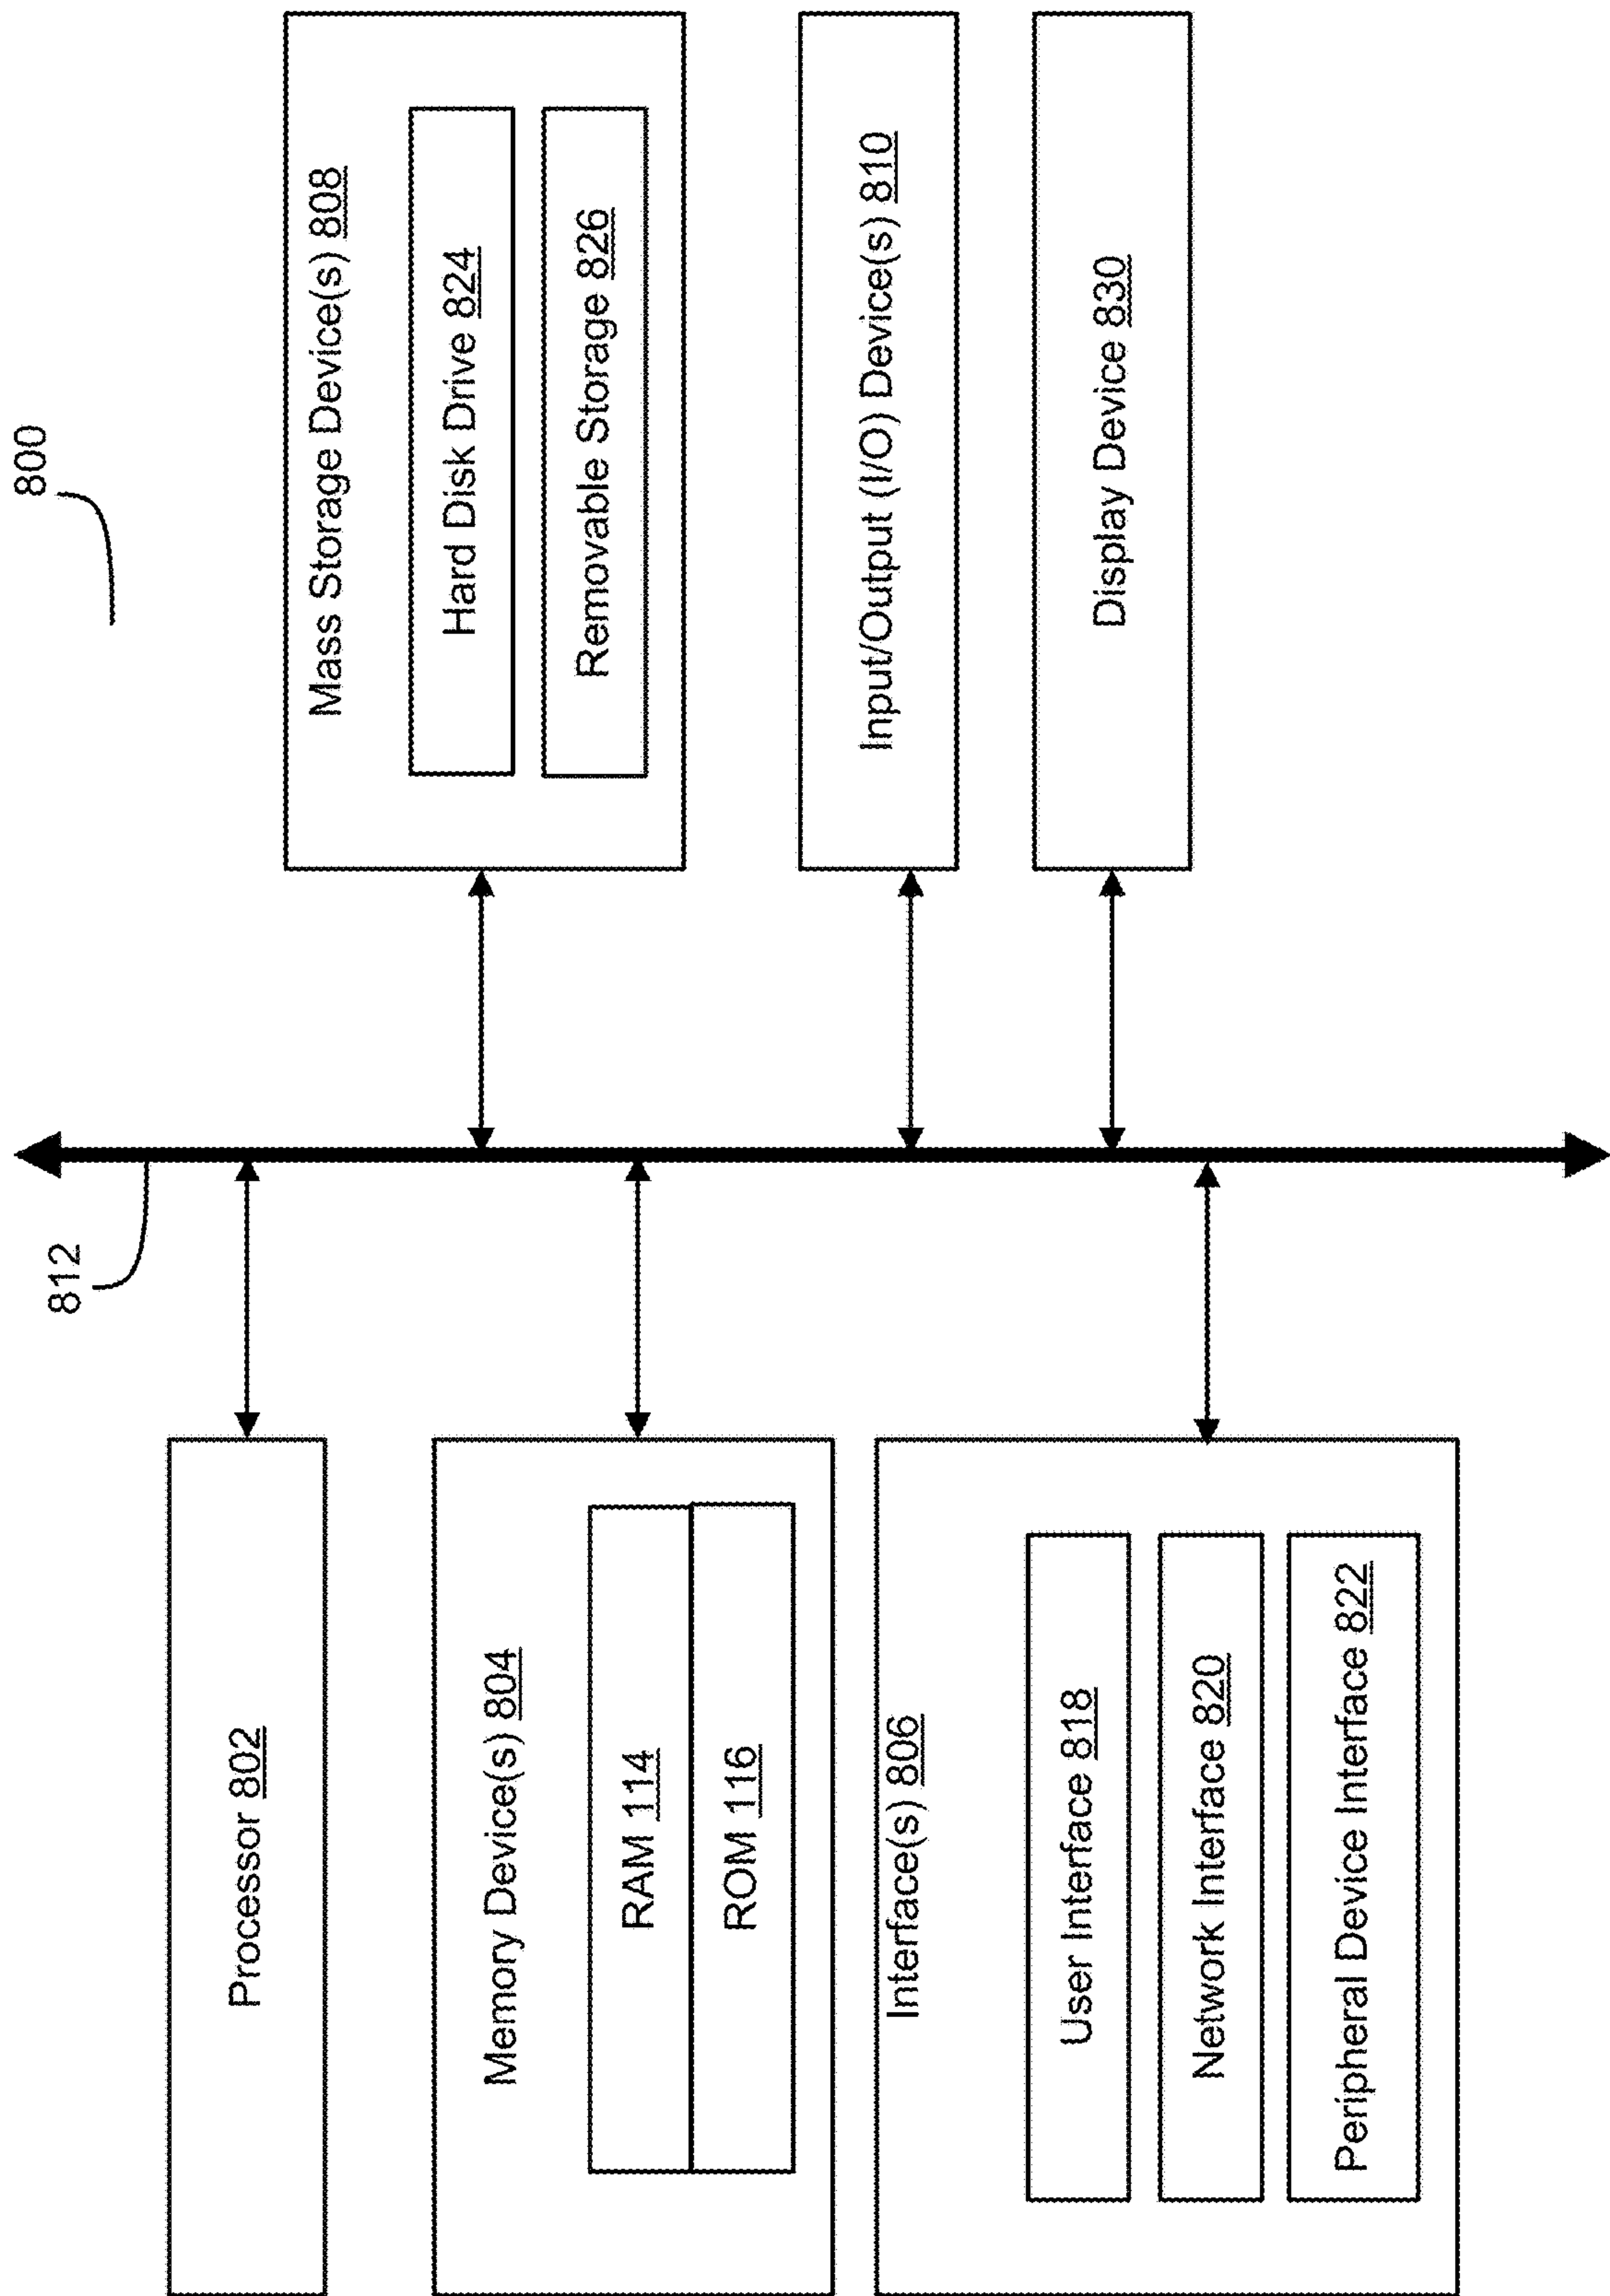 800
812
Processor 802
Memory Device(s) 804
RAM 114
ROM 116
Interface(s) 806
User Interface 818
Network Interface 820
Peripheral Device Interface 822
Mass Storage Device(s) 808
Hard Disk Drive 824
Removable Storage 826
Input/Output (I/O) Device(s) 810
Display Device 830